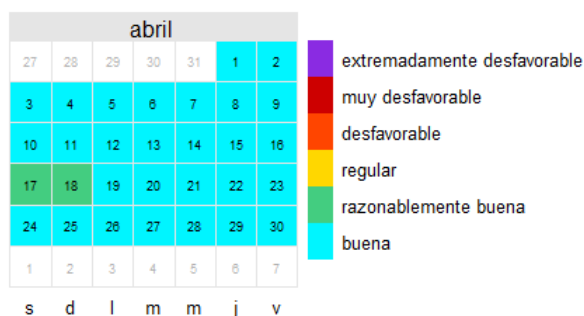 abril
27 28 29 30 31 1 2
3 4 5 6 7 8 9
10 11 12 13 14 15 16
17 18 19 20 21 22 23
24 25 26 27 28 29 30
1 2 3 4 5 6 7
s d l m m j v
extremadamente desfavorable
muy desfavorable
desfavorable
regular
razonablemente buena
buena